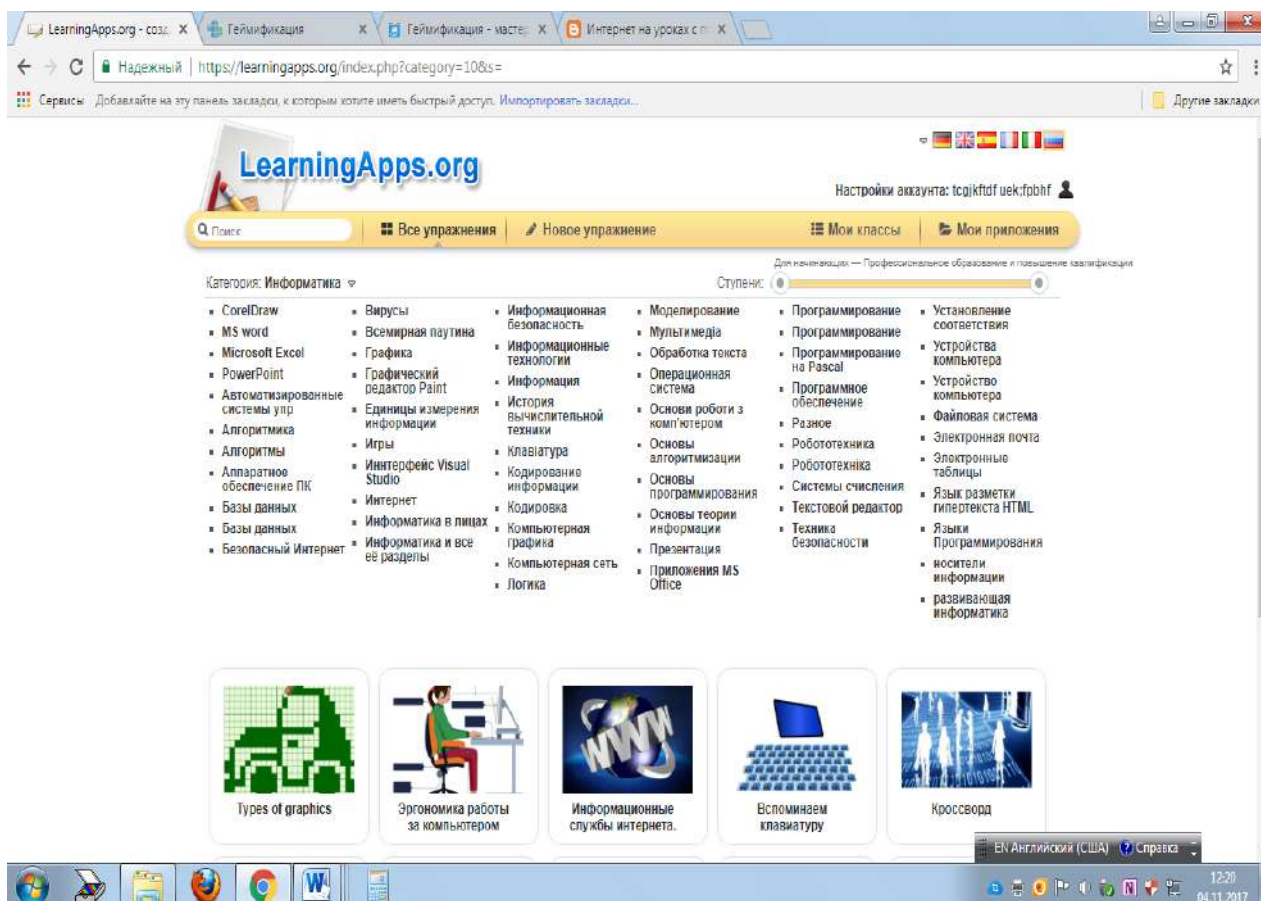 LearningApps.org - созд
Геймификация
Геймификация - мастер
Интернет на уроках с п
Надежный
https://learningapps.org/index.php?category=10&s=
Сервисы
Добавляйте на эту панель закладки, к которым хотите иметь быстрый доступ. Импортировать закладки...
Другие закладки
LearningApps.org
Настройки аккаунта: tcgjkftdf uek;fpbhf
Поиск
Все упражнения
Новое упражнение
Мои классы
Мои приложения
Для начинающих — Профессиональное образование и повышение квалификации
Категория: Информатика
Ступени:
CorelDraw
MS word
Microsoft Excel
PowerPoint
Автоматизированные
системы упр
Алгоритмика
Алгоритмы
Аппаратное
обеспечение ПК
Базы данных
Базы данных
Безопасный Интернет
Вирусы
Всемирная паутина
Графика
Графический
редактор Paint
Единицы измерения
информации
Игры
Иннтерфейс Visual
Studio
Интернет
Информатика в лицах
Информатика и все
её разделы
Информационная
безопасность
Информационные
технологии
Информация
История
вычислительной
техники
Клавіатура
Кодирование
информации
Кодировка
Компьютерная
графика
Компьютерная сеть
Логика
Моделирование
Мультимедіа
Обработка текста
Операционная
система
Основи роботи з
комп'ютером
Основы
алгоритмизации
Основы
программирования
Основы теории
информации
Презентация
Приложения MS
Office
Программирование
Программирование
Программирование
на Pascal
Программное
обеспечение
Разное
Робототехника
Робототехніка
Системы счисления
Текстовой редактор
Техника
безопасности
Установление
соответствия
Устройства
компьютера
Устройство
компьютера
Файловая система
Электронная почта
Электронные
таблицы
Язык разметки
гипертекста HTML
Языки
Программирования
носители
информации
развивающая
информатика
WWW
Types of graphics
Эргономика работы
за компьютером
Информационные
службы интернета.
Вспоминаем
клавиатуру
Кроссворд
EN Английский (США)
Справка
12:20
04.11.2017